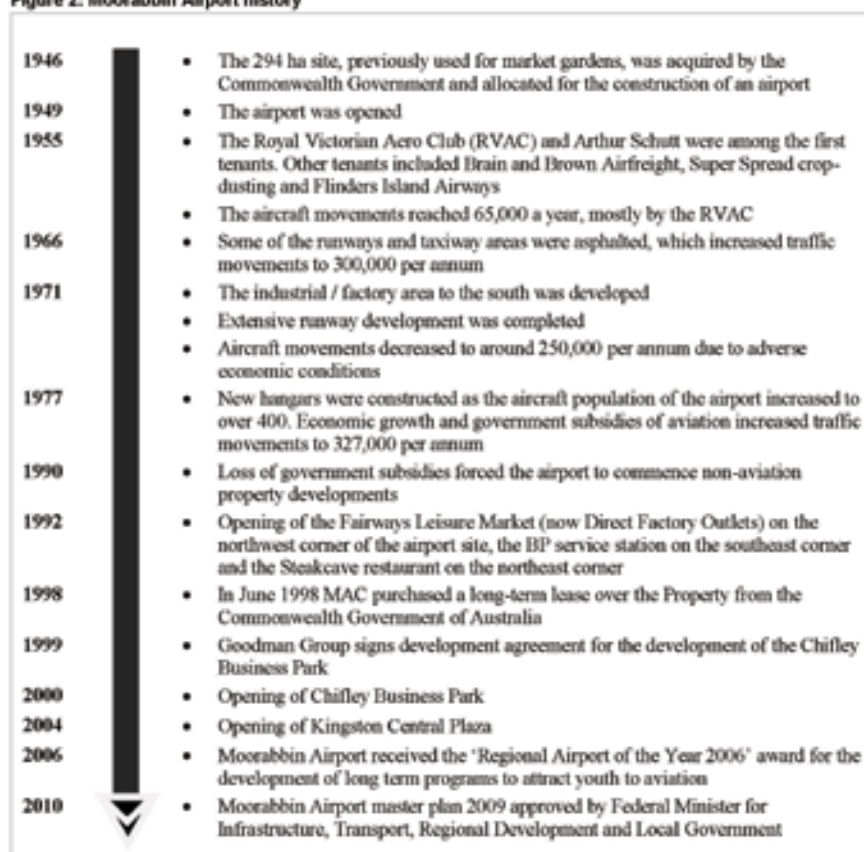 Figure 2: Moorabbin Airport history
1946 • The 294 ha site, previously used for market gardens, was acquired by the
Commonwealth Government and allocated for the construction of an airport
1949 • The airport was opened
1955 • The Royal Victorian Aero Club (RVAC) and Arthur Schutt were among the first
tenants. Other tenants included Brain and Brown Airfreight, Super Spread crop-
dusting and Flinders Island Airways
• The aircraft movements reached 65,000 a year, mostly by the RVAC
1966 • Some of the runways and taxiway areas were asphalted, which increased traffic
movements to 300,000 per annum
1971 • The industrial / factory area to the south was developed
• Extensive runway development was completed
• Aircraft movements decreased to around 250,000 per annum due to adverse
economic conditions
1977 • New hangars were constructed as the aircraft population of the airport increased to
over 400. Economic growth and government subsidies of aviation increased traffic
movements to 327,000 per annum
1990 • Loss of government subsidies forced the airport to commence non-aviation
property developments
1992 • Opening of the Fairways Leisure Market (now Direct Factory Outlets) on the
northwest corner of the airport site, the BP service station on the southeast corner
and the Steakcave restaurant on the northeast corner
1998 • In June 1998 MAC purchased a long-term lease over the Property from the
Commonwealth Government of Australia
1999 • Goodman Group signs development agreement for the development of the Chifley
Business Park
2000 • Opening of Chifley Business Park
2004 • Opening of Kingston Central Plaza
2006 • Moorabbin Airport received the ‘Regional Airport of the Year 2006’ award for the
development of long term programs to attract youth to aviation
2010 • Moorabbin Airport master plan 2009 approved by Federal Minister for
Infrastructure, Transport, Regional Development and Local Government